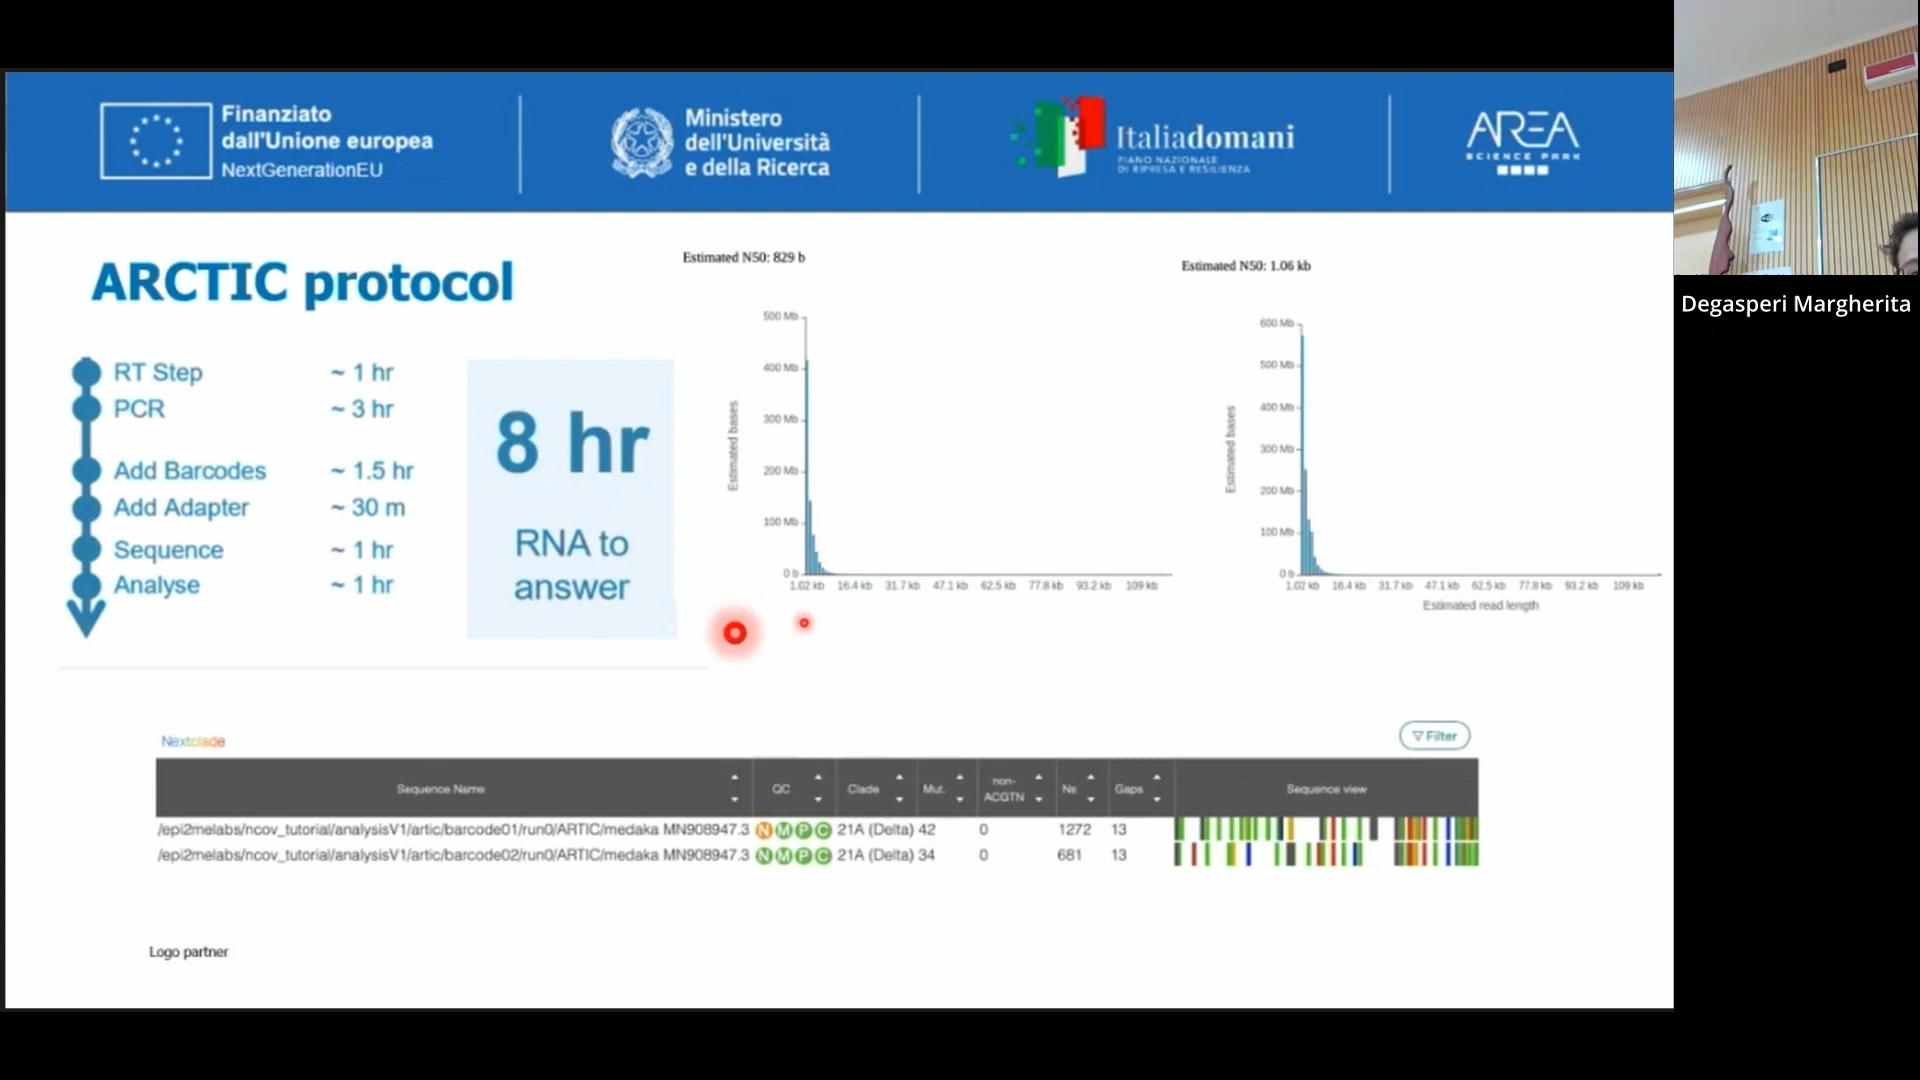 Finanziato
dall'Unione europea
NextGenerationEU
Ministero
dell'Università
e della Ricerca
Italiadomani
PIANO NAZIONALE
DI RIPRESA E RESILIENZA
AREA
SCIENCE PARK
Degasperi Margherita
ARCTIC protocol
RT Step ~ 1 hr
PCR ~ 3 hr
Add Barcodes ~ 1.5 hr
Add Adapter ~ 30 m
Sequence ~ 1 hr
Analyse ~ 1 hr
8 hr
RNA to
answer
Estimated N50: 829 b
500 Mb
400 Mb
300 Mb
200 Mb
100 Mb
0 b
Estimated bases
1.02 kb 16.4 kb 31.7 kb 47.1 kb 62.5 kb 77.8 kb 93.2 kb 109 kb
Estimated N50: 1.06 kb
600 Mb
500 Mb
400 Mb
300 Mb
200 Mb
100 Mb
0 b
Estimated bases
1.02 kb 16.4 kb 31.7 kb 47.1 kb 62.5 kb 77.8 kb 93.2 kb 109 kb
Estimated read length
Nextclade
Filter
Sequence Name QC Clade Mut. non-ACGTN Ns Gaps Sequence view
/epi2melabs/ncov_tutorial/analysisV1/artic/barcode01/run0/ARTIC/medaka MN908947.3 N M P C 21A (Delta) 42 0 1272 13
/epi2melabs/ncov_tutorial/analysisV1/artic/barcode02/run0/ARTIC/medaka MN908947.3 N M P C 21A (Delta) 34 0 681 13
Logo partner